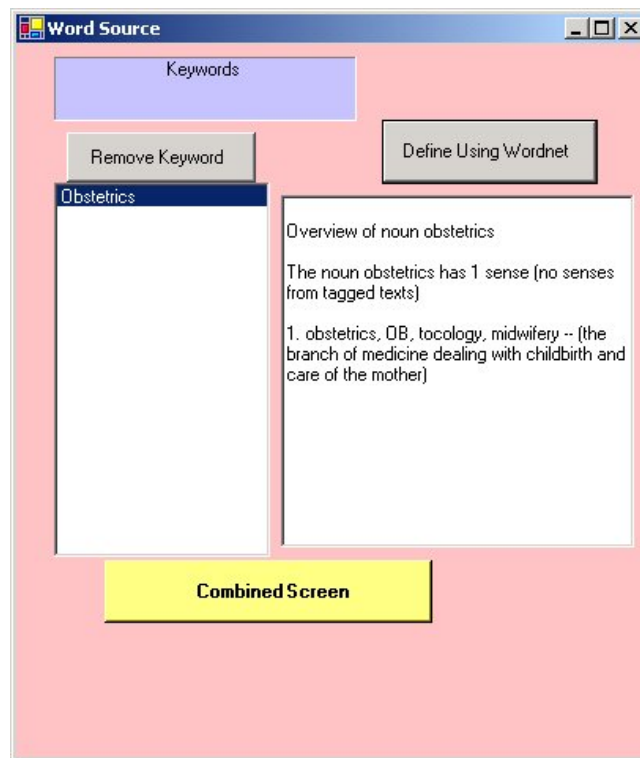 Word Source
Keywords
Remove Keyword
Define Using Wordnet
Obstetrics
Overview of noun obstetrics
The noun obstetrics has 1 sense (no senses
from tagged texts)
1. obstetrics, OB, tocology, midwifery -- (the
branch of medicine dealing with childbirth and
care of the mother)
Combined Screen